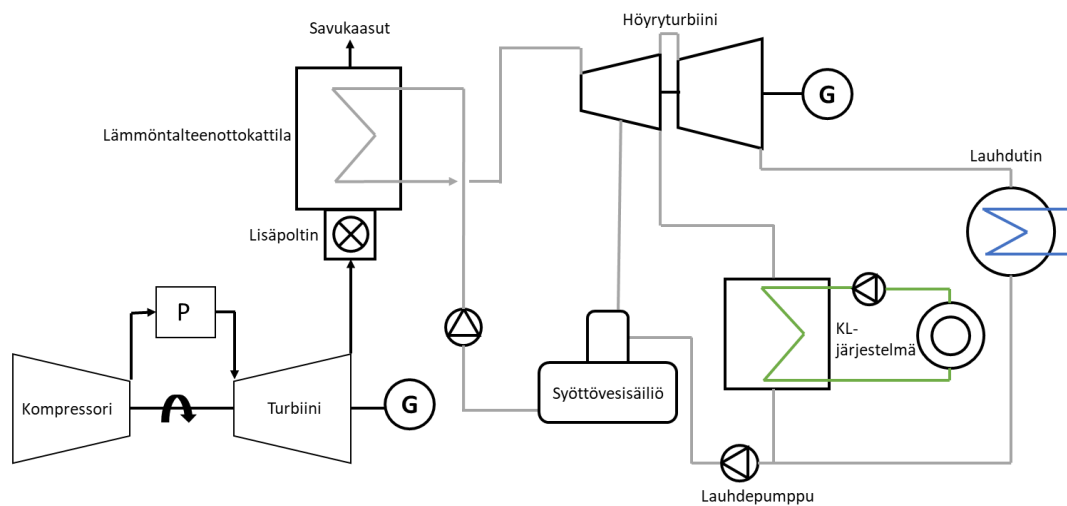 Höyryturbiini
Savukaasut
G
Lämmöntalteenottokattila
Lauhdutin
Lisäpoltin
P
KL-
järjestelmä
Kompressori
Turbiini
G
Syöttövesisäiliö
Lauhdepumppu